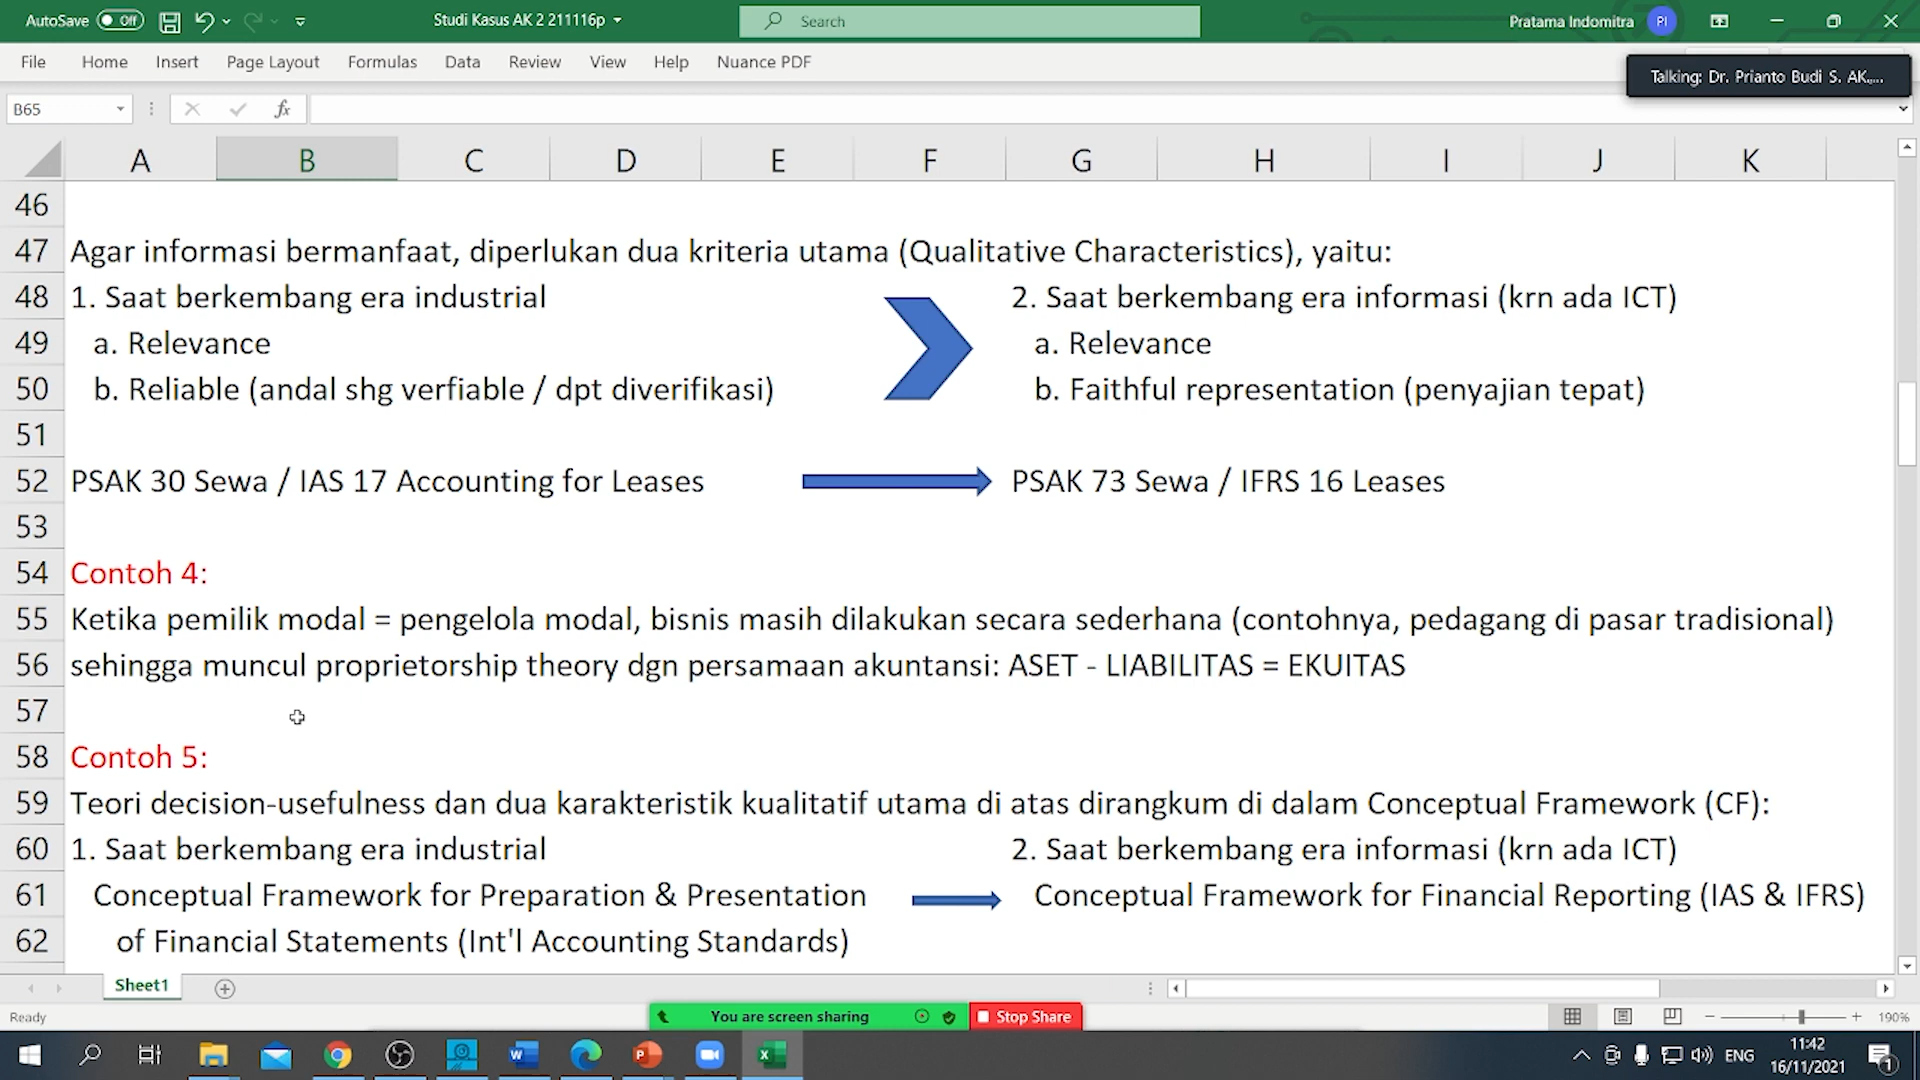 AutoSave Off
Studi Kasus AK 2 211116p
Search
Pratama Indomitra PI
File Home Insert Page Layout Formulas Data Review View Help Nuance PDF
Talking: Dr. Prianto Budi S. AK,...
B65 fx
A B C D E F G H I J K
46
47 Agar informasi bermanfaat, diperlukan dua kriteria utama (Qualitative Characteristics), yaitu:
48 1. Saat berkembang era industrial 2. Saat berkembang era informasi (krn ada ICT)
49 a. Relevance a. Relevance
50 b. Reliable (andal shg verfiable / dpt diverifikasi) b. Faithful representation (penyajian tepat)
51
52 PSAK 30 Sewa / IAS 17 Accounting for Leases PSAK 73 Sewa / IFRS 16 Leases
53
54 Contoh 4:
55 Ketika pemilik modal = pengelola modal, bisnis masih dilakukan secara sederhana (contohnya, pedagang di pasar tradisional)
56 sehingga muncul proprietorship theory dgn persamaan akuntansi: ASET - LIABILITAS = EKUITAS
57
58 Contoh 5:
59 Teori decision-usefulness dan dua karakteristik kualitatif utama di atas dirangkum di dalam Conceptual Framework (CF):
60 1. Saat berkembang era industrial 2. Saat berkembang era informasi (krn ada ICT)
61 Conceptual Framework for Preparation & Presentation Conceptual Framework for Financial Reporting (IAS & IFRS)
62 of Financial Statements (Int'l Accounting Standards)
Sheet1
Ready
You are screen sharing Stop Share
190%
ENG
11:42
16/11/2021
1